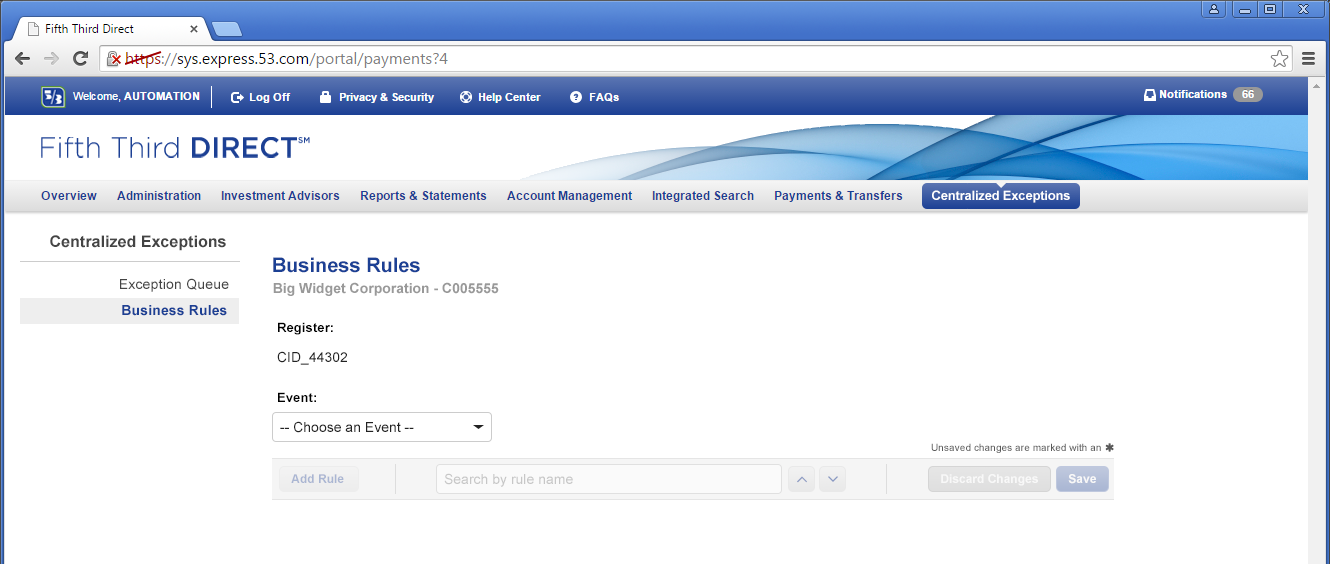 Fifth Third Direct
https://sys.express.53.com/portal/payments?4
5/3 Welcome, AUTOMATION Log Off Privacy & Security Help Center FAQs Notifications 66
Fifth Third DIRECT℠
Overview Administration Investment Advisors Reports & Statements Account Management Integrated Search Payments & Transfers Centralized Exceptions
Centralized Exceptions
Exception Queue
Business Rules
Business Rules
Big Widget Corporation - C005555
Register:
CID_44302
Event:
-- Choose an Event --
Unsaved changes are marked with an ✱
Add Rule Search by rule name Discard Changes Save